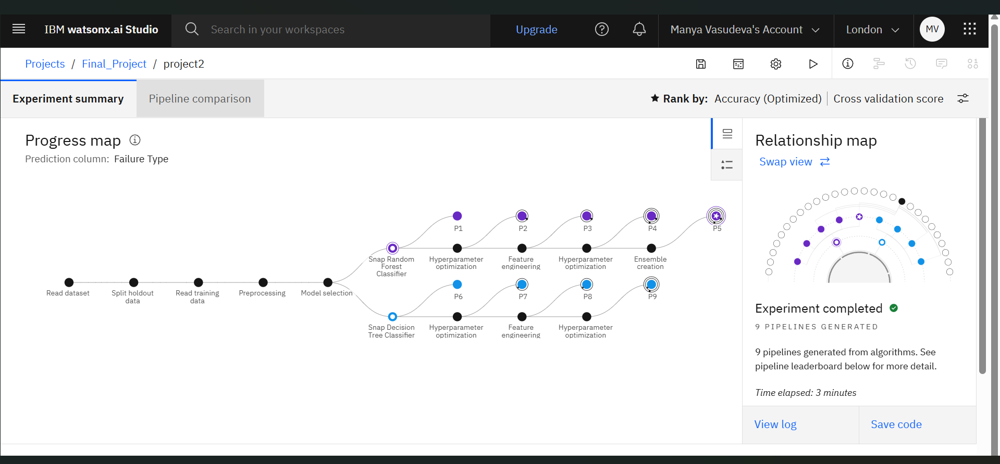 IBM watsonx.ai Studio
Search in your workspaces
Upgrade
Manya Vasudeva's Account
London
MV
Projects / Final_Project / project2
Experiment summary
Pipeline comparison
Rank by: Accuracy (Optimized) | Cross validation score
Progress map
Prediction column: Failure Type
P1
P2
P3
P4
P5
Snap Random
Forest
Classifier
Hyperparameter
optimization
Feature
engineering
Hyperparameter
optimization
Ensemble
creation
Read dataset
Split holdout
data
Read training
data
Preprocessing
Model selection
P6
P7
P8
P9
Snap Decision
Tree Classifier
Hyperparameter
optimization
Feature
engineering
Hyperparameter
optimization
Relationship map
Swap view
Experiment completed
9 PIPELINES GENERATED
9 pipelines generated from algorithms. See
pipeline leaderboard below for more detail.
Time elapsed: 3 minutes
View log
Save code